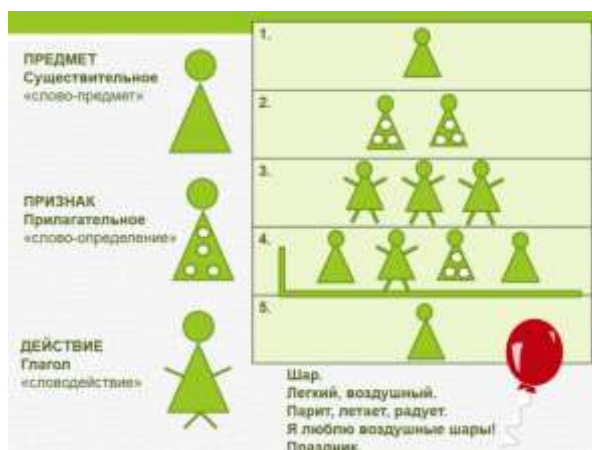 ПРЕДМЕТ
Существительное
«слово-предмет»
ПРИЗНАК
Прилагательное
«слово-определение»
ДЕЙСТВИЕ
Глагол
«словодействие»
1.
2.
3.
4.
5.
Шар.
Легкий, воздушный.
Парит, летает, радует.
Я люблю воздушные шары!
Праздник.